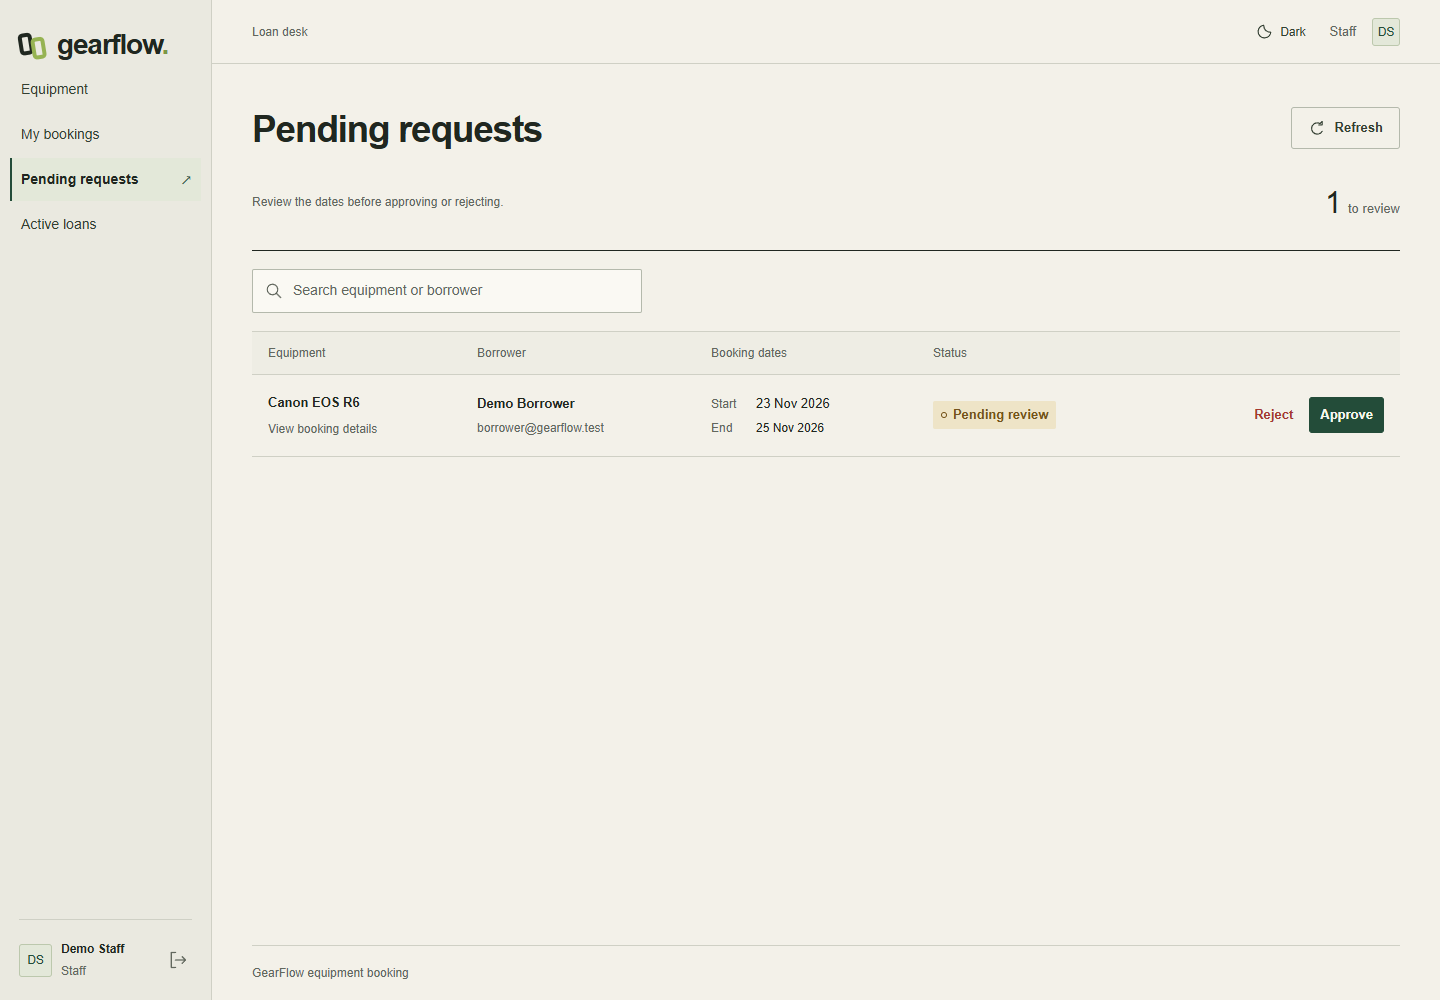 gearflow.
Equipment
My bookings
Pending requests ↗
Active loans
Demo Staff
DS
Staff
Loan desk
Dark
Staff
DS
Pending requests
Refresh
Review the dates before approving or rejecting.
1 to review
Search equipment or borrower
Equipment Borrower Booking dates Status
Canon EOS R6
View booking details
Demo Borrower
borrower@gearflow.test
Start 23 Nov 2026
End 25 Nov 2026
Pending review
Reject
Approve
GearFlow equipment booking